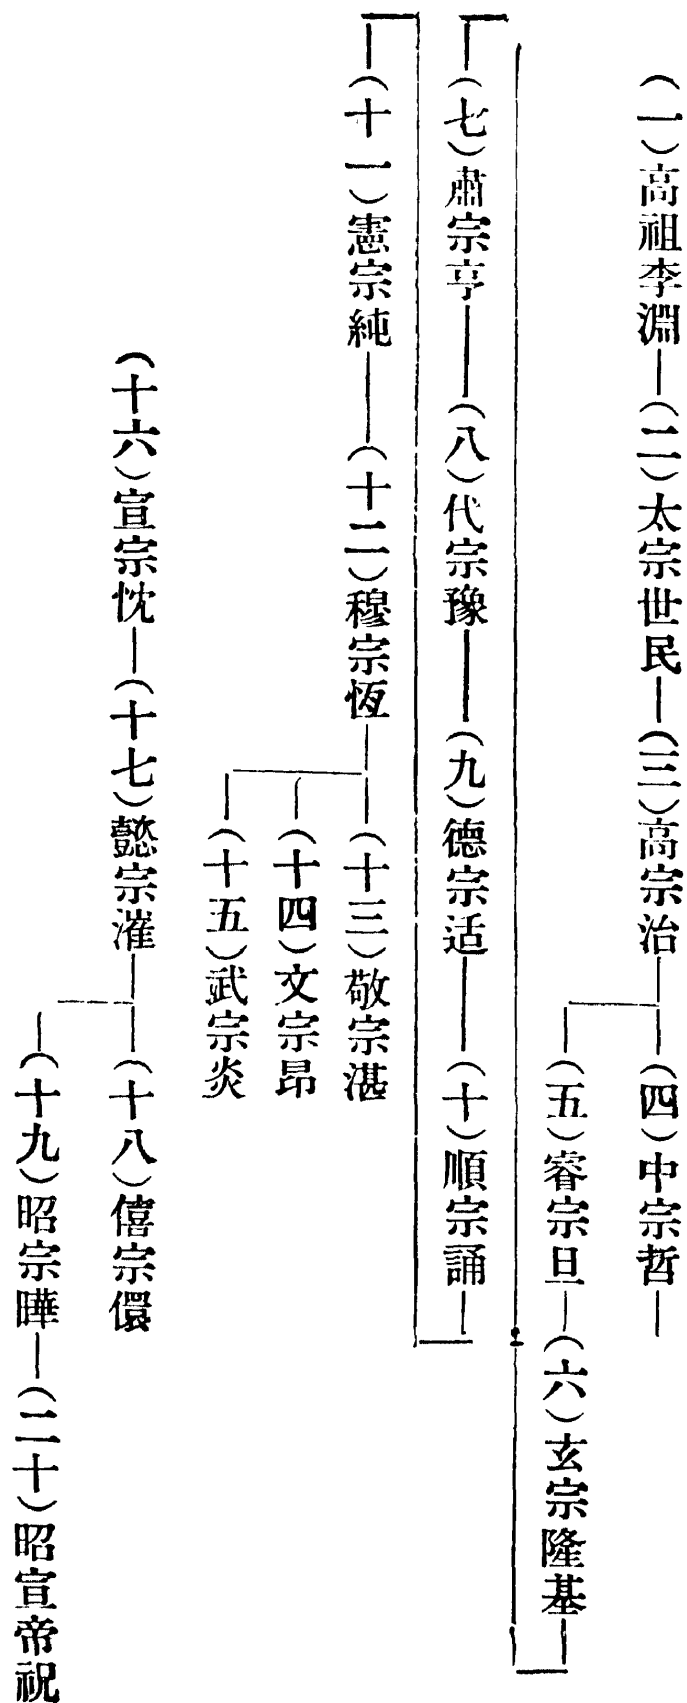 (一)高祖李淵—(二)太宗世民—(三)高宗治
(四)中宗哲
(五)睿宗旦—(六)玄宗隆基
(七)肅宗亨—(八)代宗豫—(九)德宗适—(十)順宗誦
(十一)憲宗純—(十二)穆宗恆
(十三)敬宗湛
(十四)文宗昂
(十五)武宗炎
(十六)宣宗忱—(十七)懿宗漼
(十八)僖宗儇
(十九)昭宗曄—(二十)昭宣帝祝